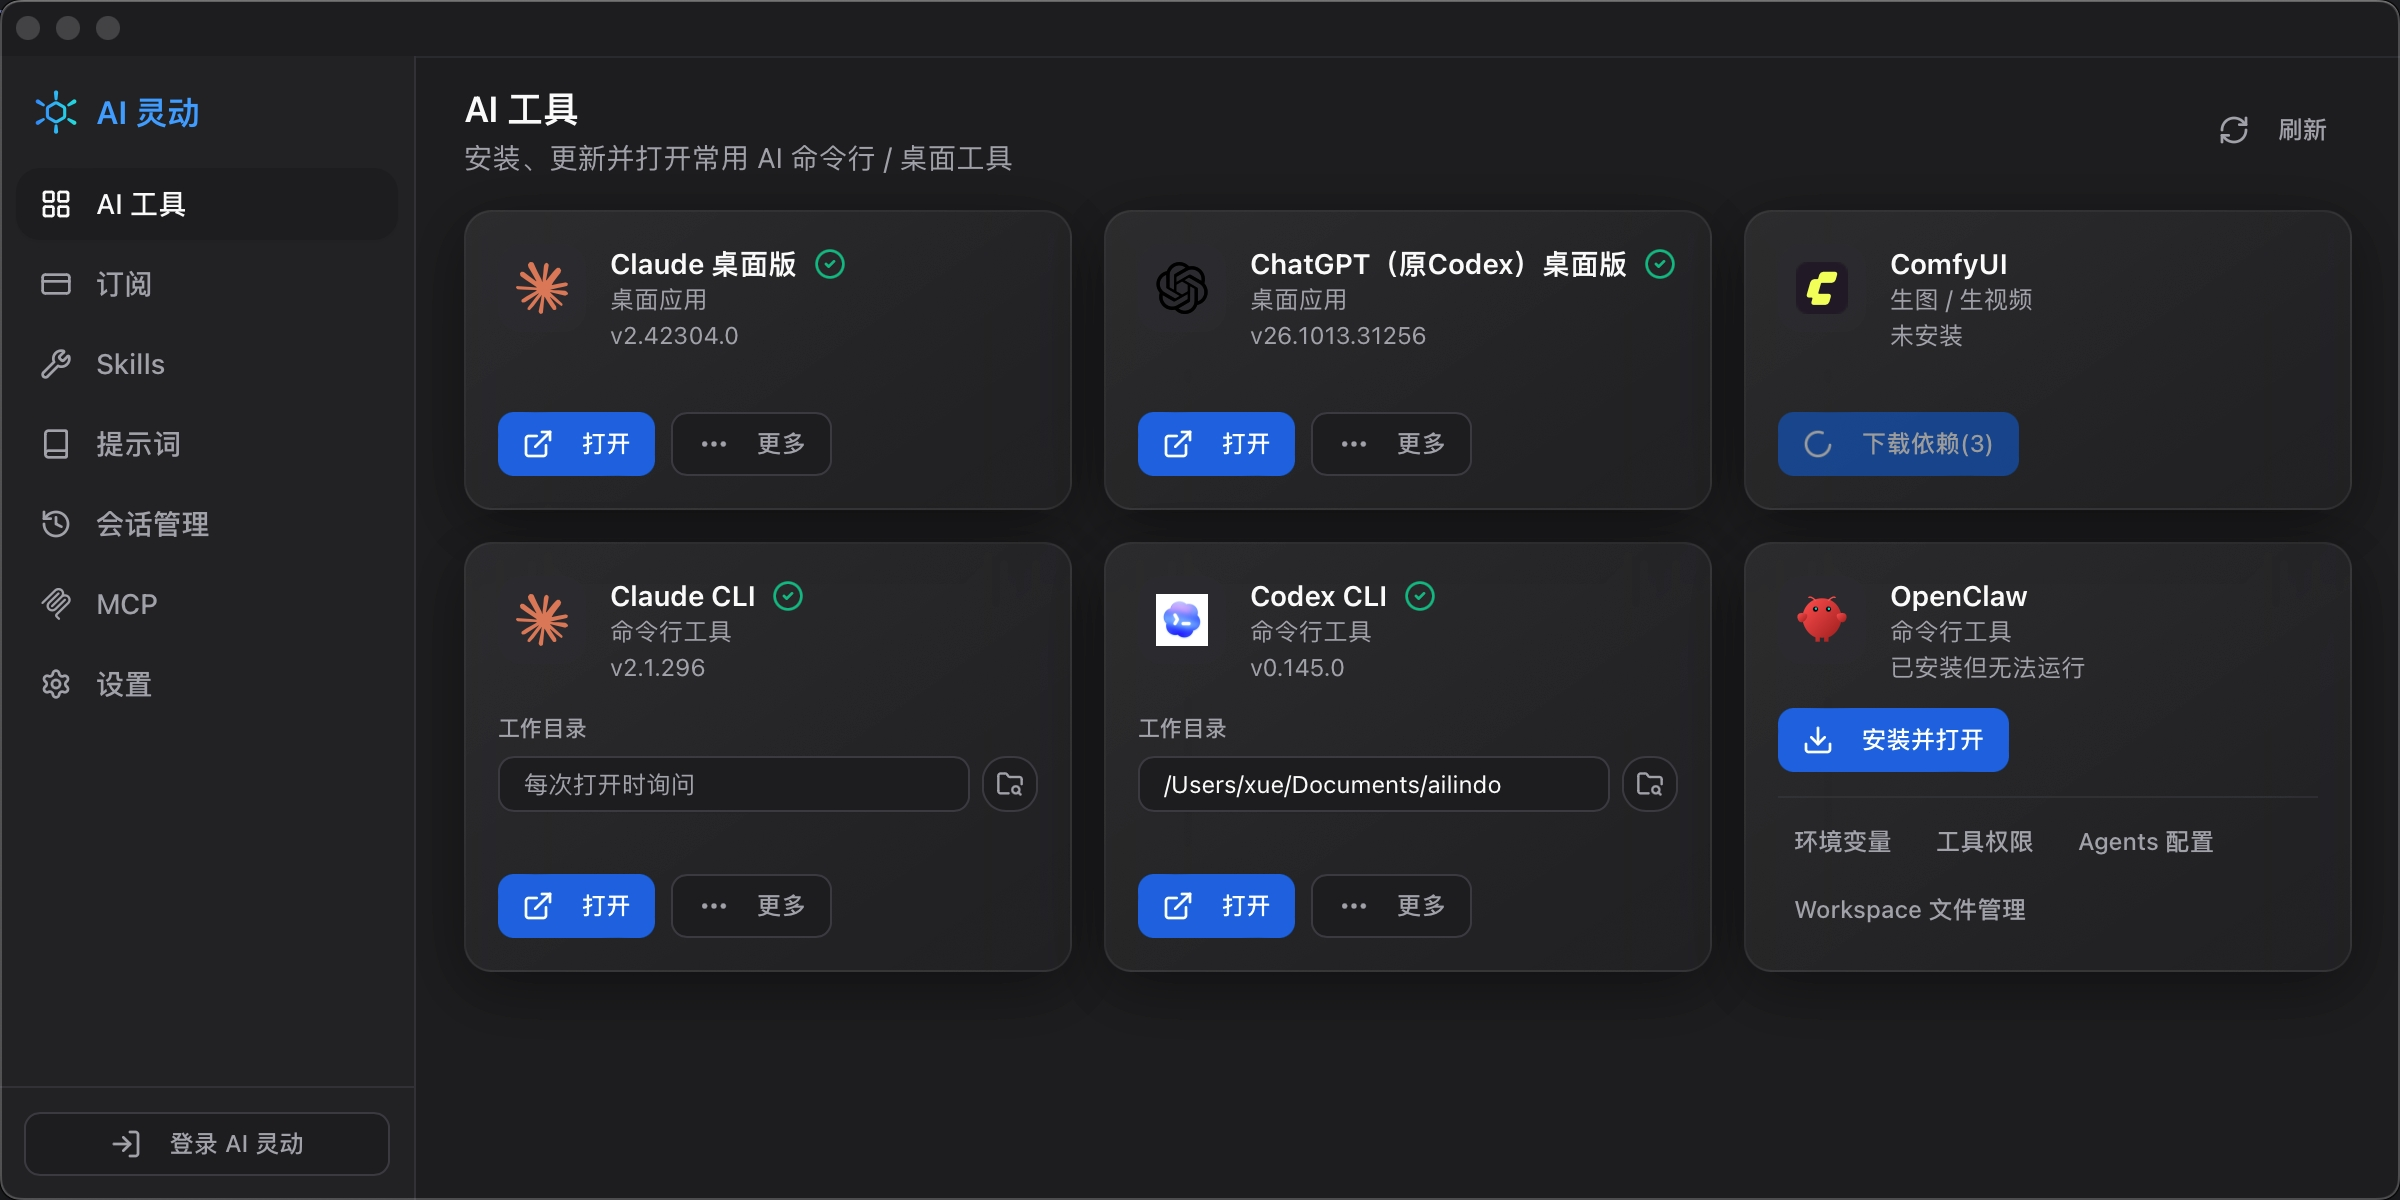 AI 灵动
AI 工具
订阅
Skills
提示词
会话管理
MCP
设置
登录 AI 灵动
AI 工具
安装、更新并打开常用 AI 命令行 / 桌面工具
刷新
Claude 桌面版
桌面应用
v2.42304.0
打开
更多
ChatGPT（原Codex）桌面版
桌面应用
v26.1013.31256
打开
更多
ComfyUI
生图 / 生视频
未安装
下载依赖(3)
Claude CLI
命令行工具
v2.1.296
工作目录
每次打开时询问
打开
更多
Codex CLI
命令行工具
v0.145.0
工作目录
/Users/xue/Documents/ailindo
打开
更多
OpenClaw
命令行工具
已安装但无法运行
安装并打开
环境变量 工具权限 Agents 配置
Workspace 文件管理